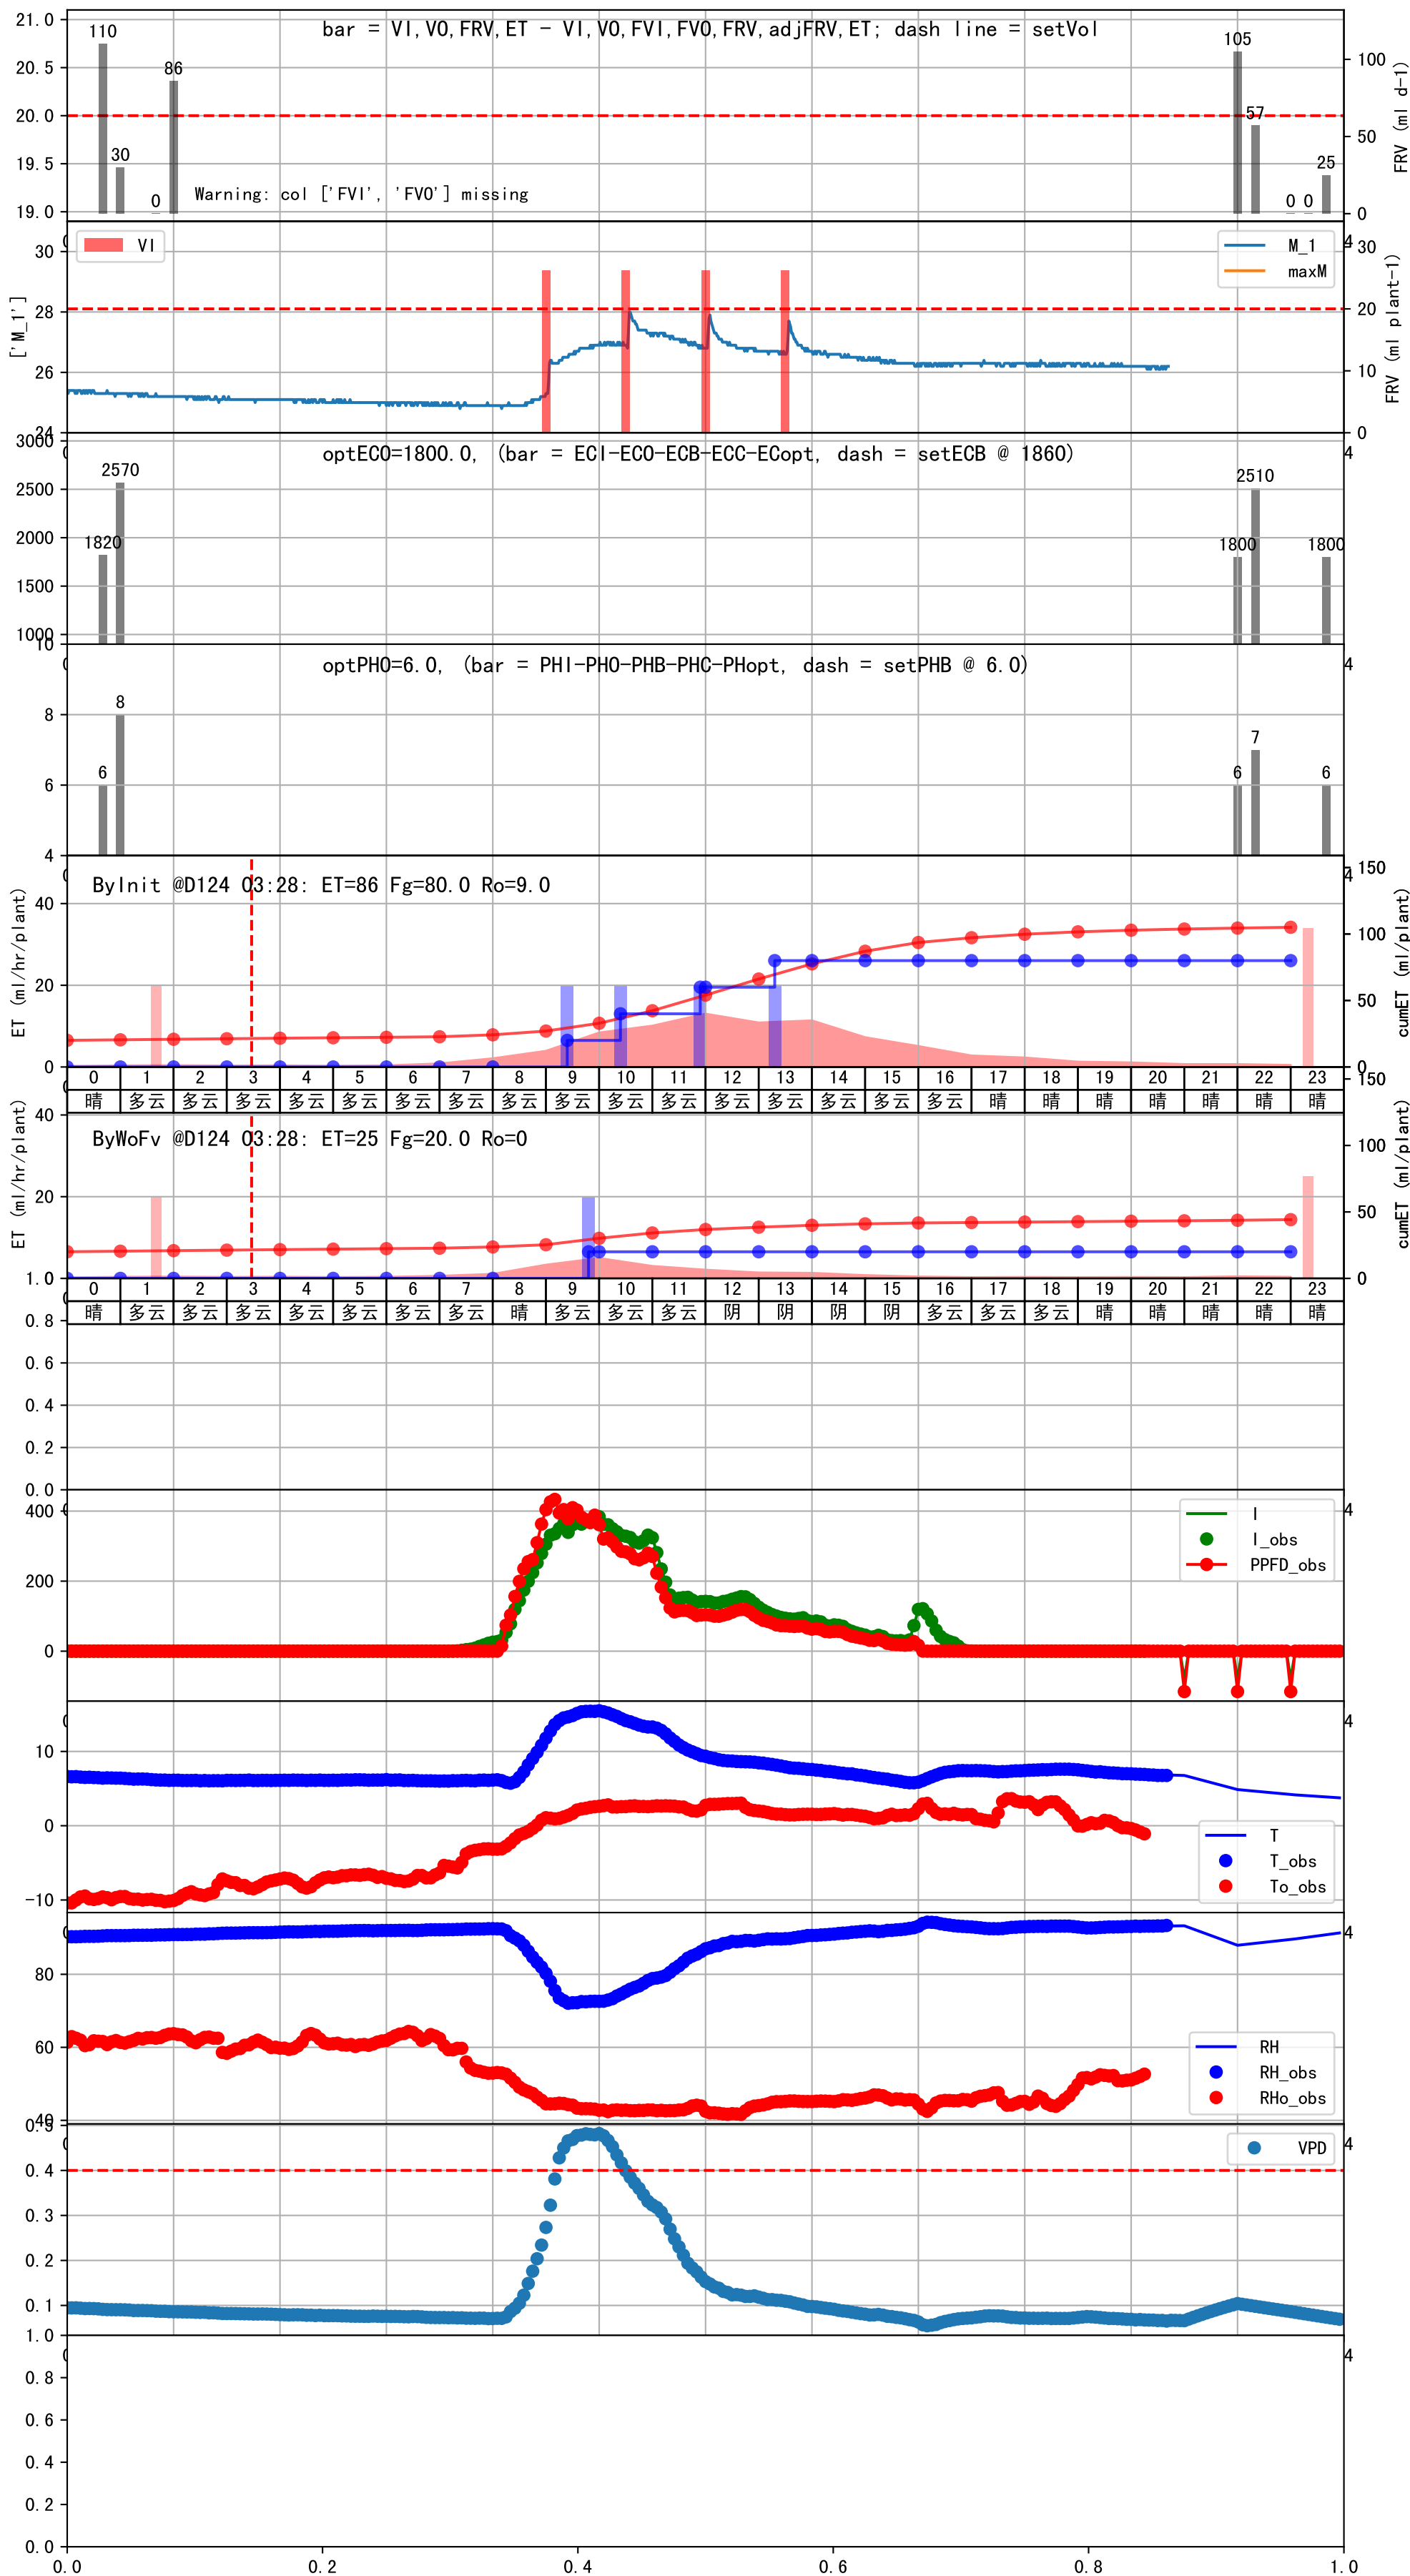 bar = VI,VO,FRV,ET - VI,VO,FVI,FVO,FRV,adjFRV,ET; dash line = setVol
21.0
20.5
20.0
19.5
19.0
110
30
0
86
105
57
0
0
25
Warning: col ['FVI', 'FVO'] missing
100
50
0
FRV (ml d-1)
VI
M_1
maxM
['M_1']
30
28
26
24
30
20
10
0
FRV (ml plant-1)
4
optECO=1800.0, (bar = ECI-ECO-ECB-ECC-ECopt, dash = setECB @ 1860)
3000
2500
2000
1500
1000
1820
2570
1800
2510
1800
4
optPHO=6.0, (bar = PHI-PHO-PHB-PHC-PHopt, dash = setPHB @ 6.0)
10
8
6
4
6
8
6
7
6
4
ByInit @D124 03:28: ET=86 Fg=80.0 Ro=9.0
ET (ml/hr/plant)
40
20
0
150
100
50
0
cumET (ml/plant)
4
0 1 2 3 4 5 6 7 8 9 10 11 12 13 14 15 16 17 18 19 20 21 22 23
晴 多云 多云 多云 多云 多云 多云 多云 多云 多云 多云 多云 多云 多云 多云 多云 多云 晴 晴 晴 晴 晴 晴 晴
ByWoFv @D124 03:28: ET=25 Fg=20.0 Ro=0
ET (ml/hr/plant)
40
20
150
100
50
0
cumET (ml/plant)
0 1 2 3 4 5 6 7 8 9 10 11 12 13 14 15 16 17 18 19 20 21 22 23
晴 多云 多云 多云 多云 多云 多云 多云 晴 多云 多云 多云 阴 阴 阴 阴 多云 多云 多云 晴 晴 晴 晴 晴
1.0
0.8
0.6
0.4
0.2
0.0
4
400
200
0
I
I_obs
PPFD_obs
4
10
0
-10
T
T_obs
To_obs
4
80
60
40
RH
RH_obs
RHo_obs
4
0.5
0.4
0.3
0.2
0.1
VPD
4
1.0
0.8
0.6
0.4
0.2
0.0
0.0 0.2 0.4 0.6 0.8 1.0